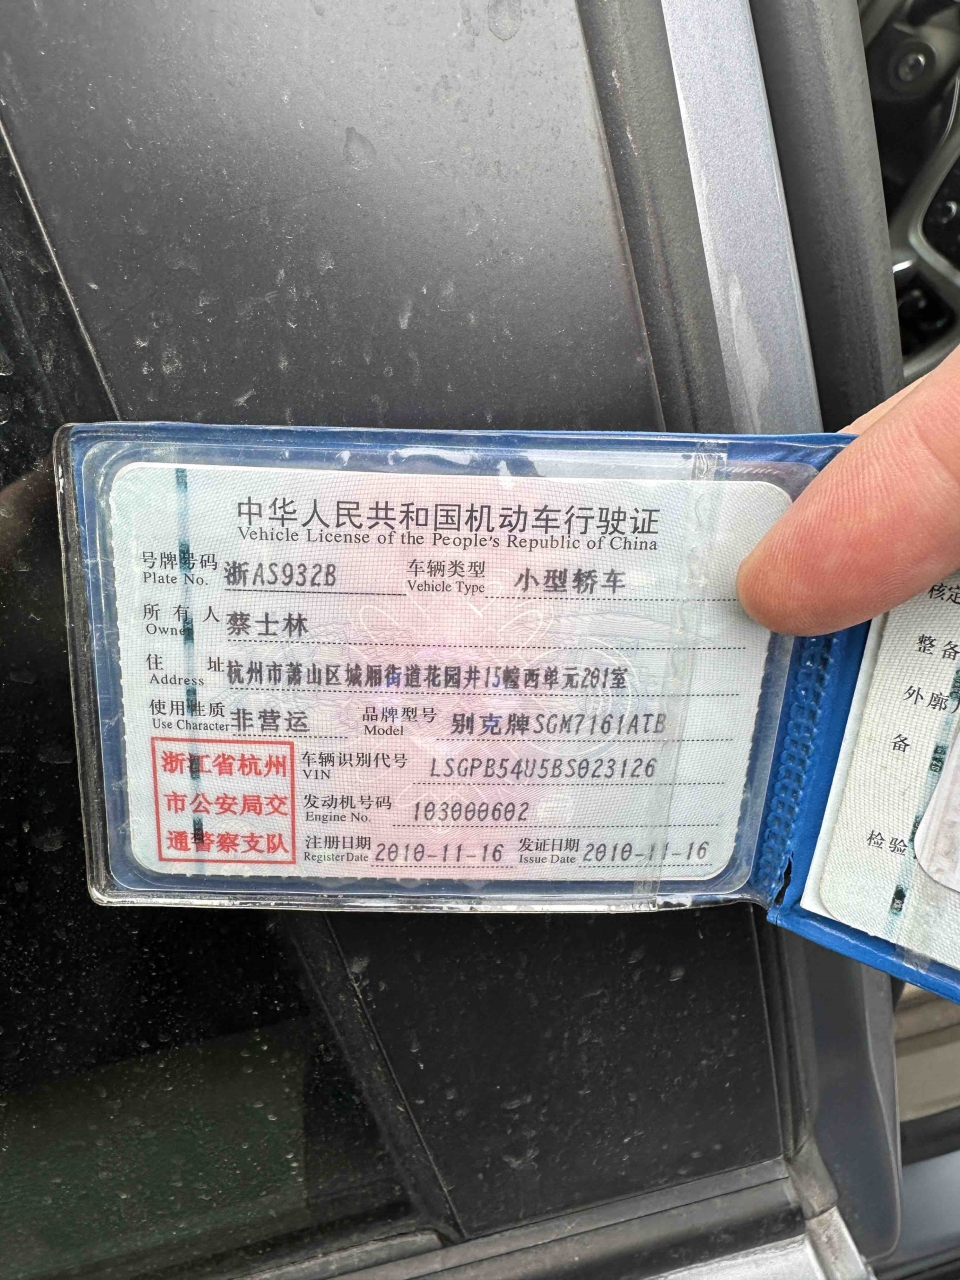 中华人民共和国机动车行驶证
Vehicle License of the People's Republic of China
号牌号码 浙AS932B 车辆类型 小型轿车
Plate No. Vehicle Type
所有人 蔡士林
Owner
住址 杭州市萧山区城厢街道花园井15幢西单元201室
Address
使用性质 非营运 品牌型号 别克牌SGM7161ATB
Use Character Model
浙江省杭州
市公安局交
通警察支队
车辆识别代号 LSGPB54U5BS023126
VIN
发动机号码 103000602
Engine No.
注册日期 2010-11-16 发证日期 2010-11-16
Register Date Issue Date
核定
整备
外廓
备
检验